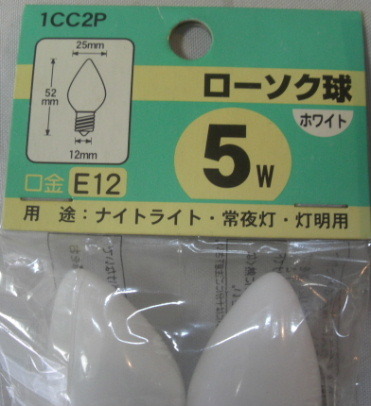 1CC2P
25mm
52
mm
12mm
口金 E12
ローソク球
ホワイト
5W
用 途：ナイトライト・常夜灯・灯明用